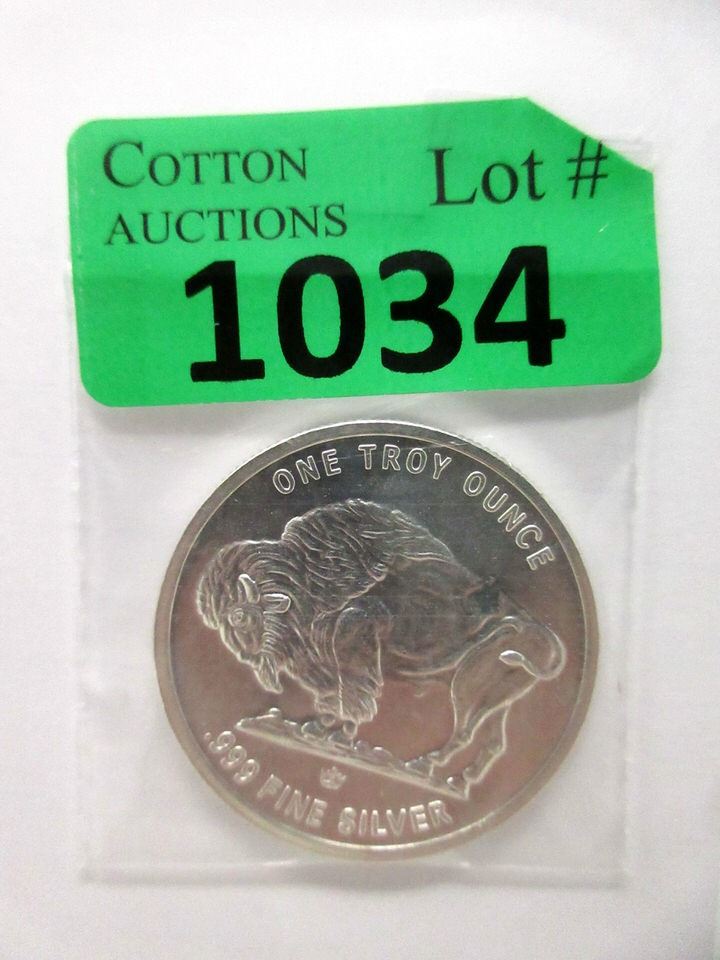 COTTON
AUCTIONS
Lot #
1034
ONE TROY OUNCE
.999 FINE SILVER